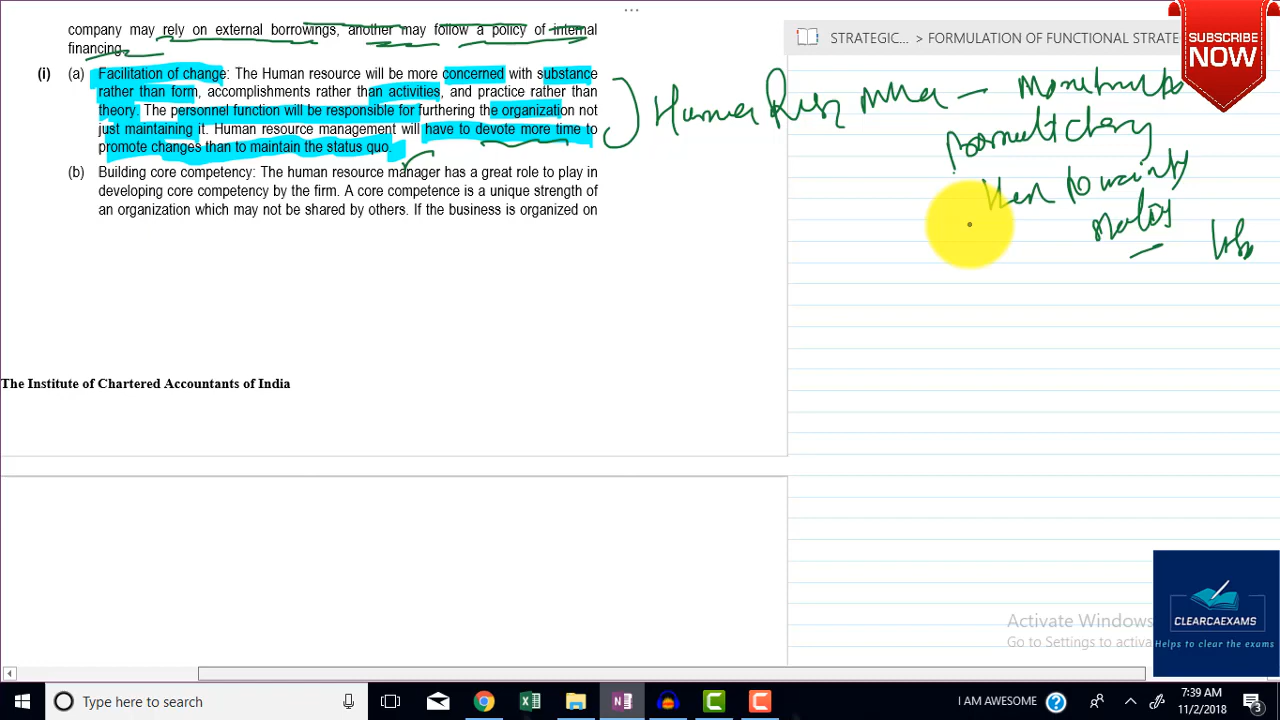 company may rely on external borrowings, another may follow a policy of internal
financing.
(i) (a) Facilitation of change: The Human resource will be more concerned with substance
rather than form, accomplishments rather than activities, and practice rather than
theory. The personnel function will be responsible for furthering the organization not
just maintaining it. Human resource management will have to devote more time to
promote changes than to maintain the status quo.
(b) Building core competency: The human resource manager has a great role to play in
developing core competency by the firm. A core competence is a unique strength of
an organization which may not be shared by others. If the business is organized on
The Institute of Chartered Accountants of India
STRATEGIC... > FORMULATION OF FUNCTIONAL STRATE
SUBSCRIBE
NOW
Human
to
Activate Windows
Go to Settings to activa
CLEARCAEXAMS
Helps to clear the exams
Type here to search
I AM AWESOME
7:39 AM
11/2/2018
3